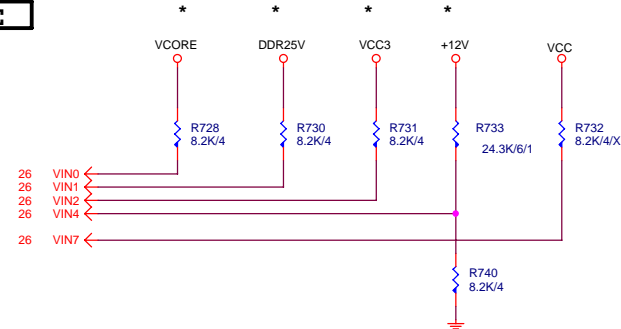 * * * *
VCORE DDR25V VCC3 +12V VCC
R728 R730 R731 R733 R732
8.2K/4 8.2K/4 8.2K/4 24.3K/6/1 8.2K/4/X
26 VIN0
26 VIN1
26 VIN2
26 VIN4
26 VIN7
R740
8.2K/4